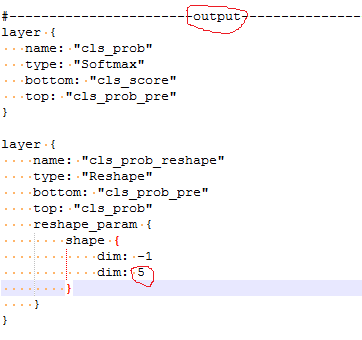 #----------------------output----------------
layer {
    name: "cls_prob"
    type: "Softmax"
    bottom: "cls_score"
    top: "cls_prob_pre"
}

layer {
    name: "cls_prob_reshape"
    type: "Reshape"
    bottom: "cls_prob_pre"
    top: "cls_prob"
    reshape_param {
        shape {
            dim: -1
            dim: 5
        }
    }
}